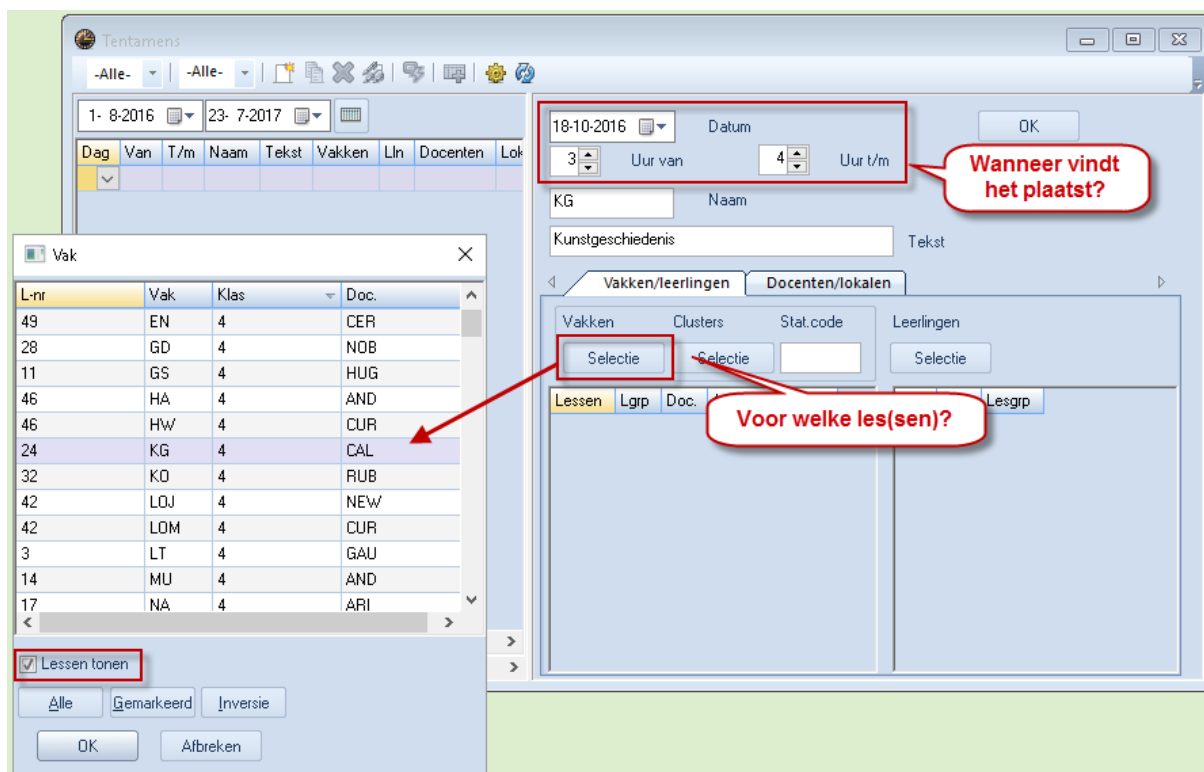 Tentamens
-Alle- -Alle-
1- 8-2016 23- 7-2017
Dag Van T/m Naam Tekst Vakken Lln Docenten Lok
18-10-2016 Datum OK
3 Uur van 4 Uur t/m
Wanneer vindt
het plaatst?
KG Naam
Kunstgeschiedenis Tekst
Vakken/leerlingen Docenten/lokalen
Vakken Clusters Stat.code Leerlingen
Selectie Selectie Selectie
Lessen Lgrp Doc. Lesgrp
Voor welke les(sen)?
Vak
L-nr Vak Klas Doc.
49 EN 4 CER
28 GD 4 NOB
11 GS 4 HUG
46 HA 4 AND
46 HW 4 CUR
24 KG 4 CAL
32 KO 4 RUB
42 LOJ 4 NEW
42 LOM 4 CUR
3 LT 4 GAU
14 MU 4 AND
17 NA 4 ARI
Lessen tonen
Alle Gemarkeerd Inversie
OK Afbreken